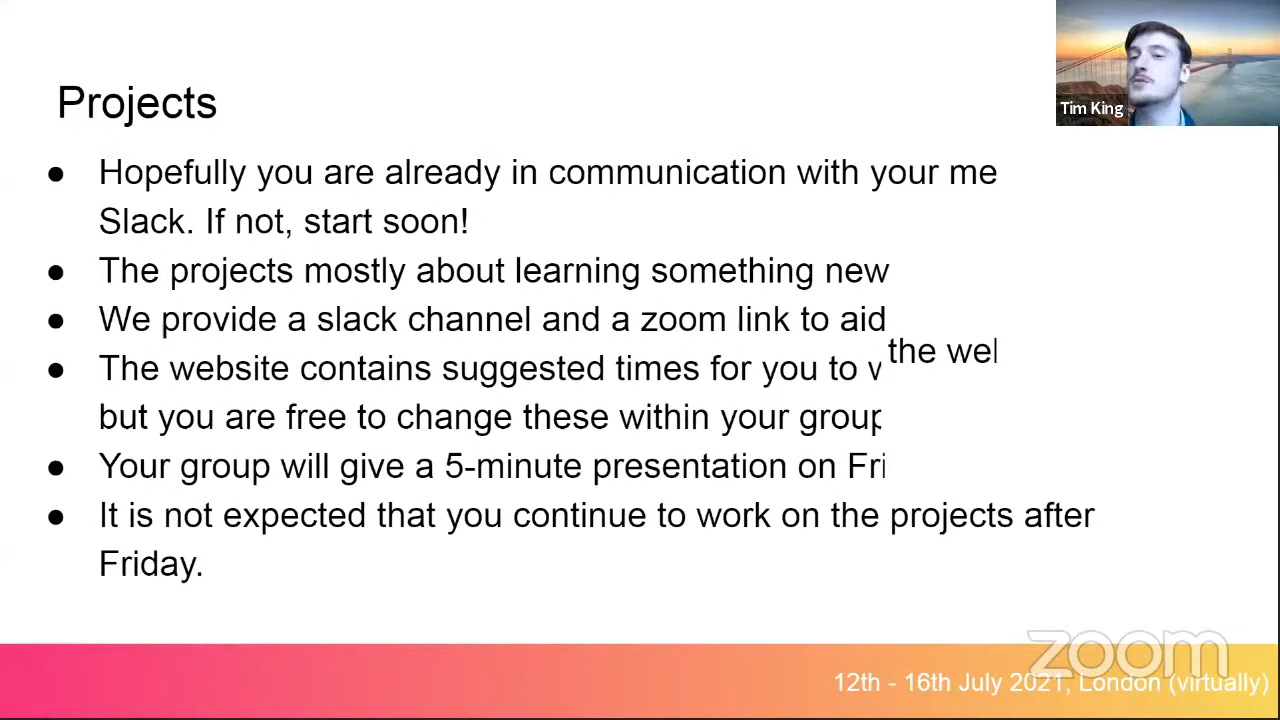 Tim King
Projects
● Hopefully you are already in communication with your me
Slack. If not, start soon!
● The projects mostly about learning something new
● We provide a slack channel and a zoom link to aid
the wel
● The website contains suggested times for you to
but you are free to change these within your group
● Your group will give a 5-minute presentation on Fri
● It is not expected that you continue to work on the projects after
Friday.
zoom
12th - 16th July 2021, London (virtually)